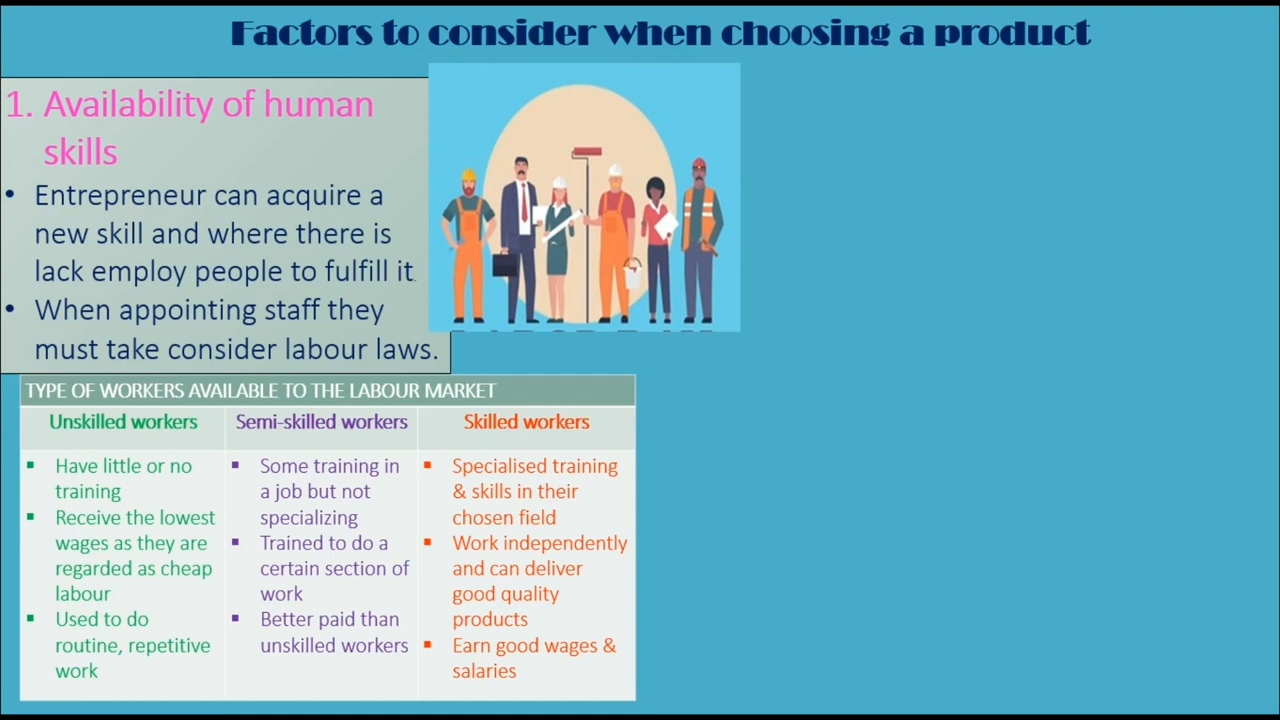 Factors to consider when choosing a product
1. Availability of human
skills
• Entrepreneur can acquire a
new skill and where there is
lack employ people to fulfill it.
• When appointing staff they
must take consider labour laws.
TYPE OF WORKERS AVAILABLE TO THE LABOUR MARKET
Unskilled workers
▪ Have little or no
training
▪ Receive the lowest
wages as they are
regarded as cheap
labour
▪ Used to do
routine, repetitive
work
Semi-skilled workers
▪ Some training in
a job but not
specializing
▪ Trained to do a
certain section of
work
▪ Better paid than
unskilled workers
Skilled workers
▪ Specialised training
& skills in their
chosen field
▪ Work independently
and can deliver
good quality
products
▪ Earn good wages &
salaries